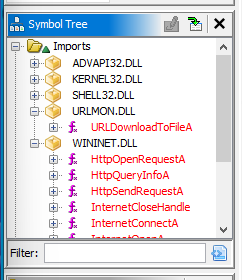 Symbol Tree
Imports
ADVAPI32.DLL
KERNEL32.DLL
SHELL32.DLL
URLMON.DLL
URLDownloadToFileA
WININET.DLL
HttpOpenRequestA
HttpQueryInfoA
HttpSendRequestA
InternetCloseHandle
InternetConnectA
InternetOpenA
Filter: